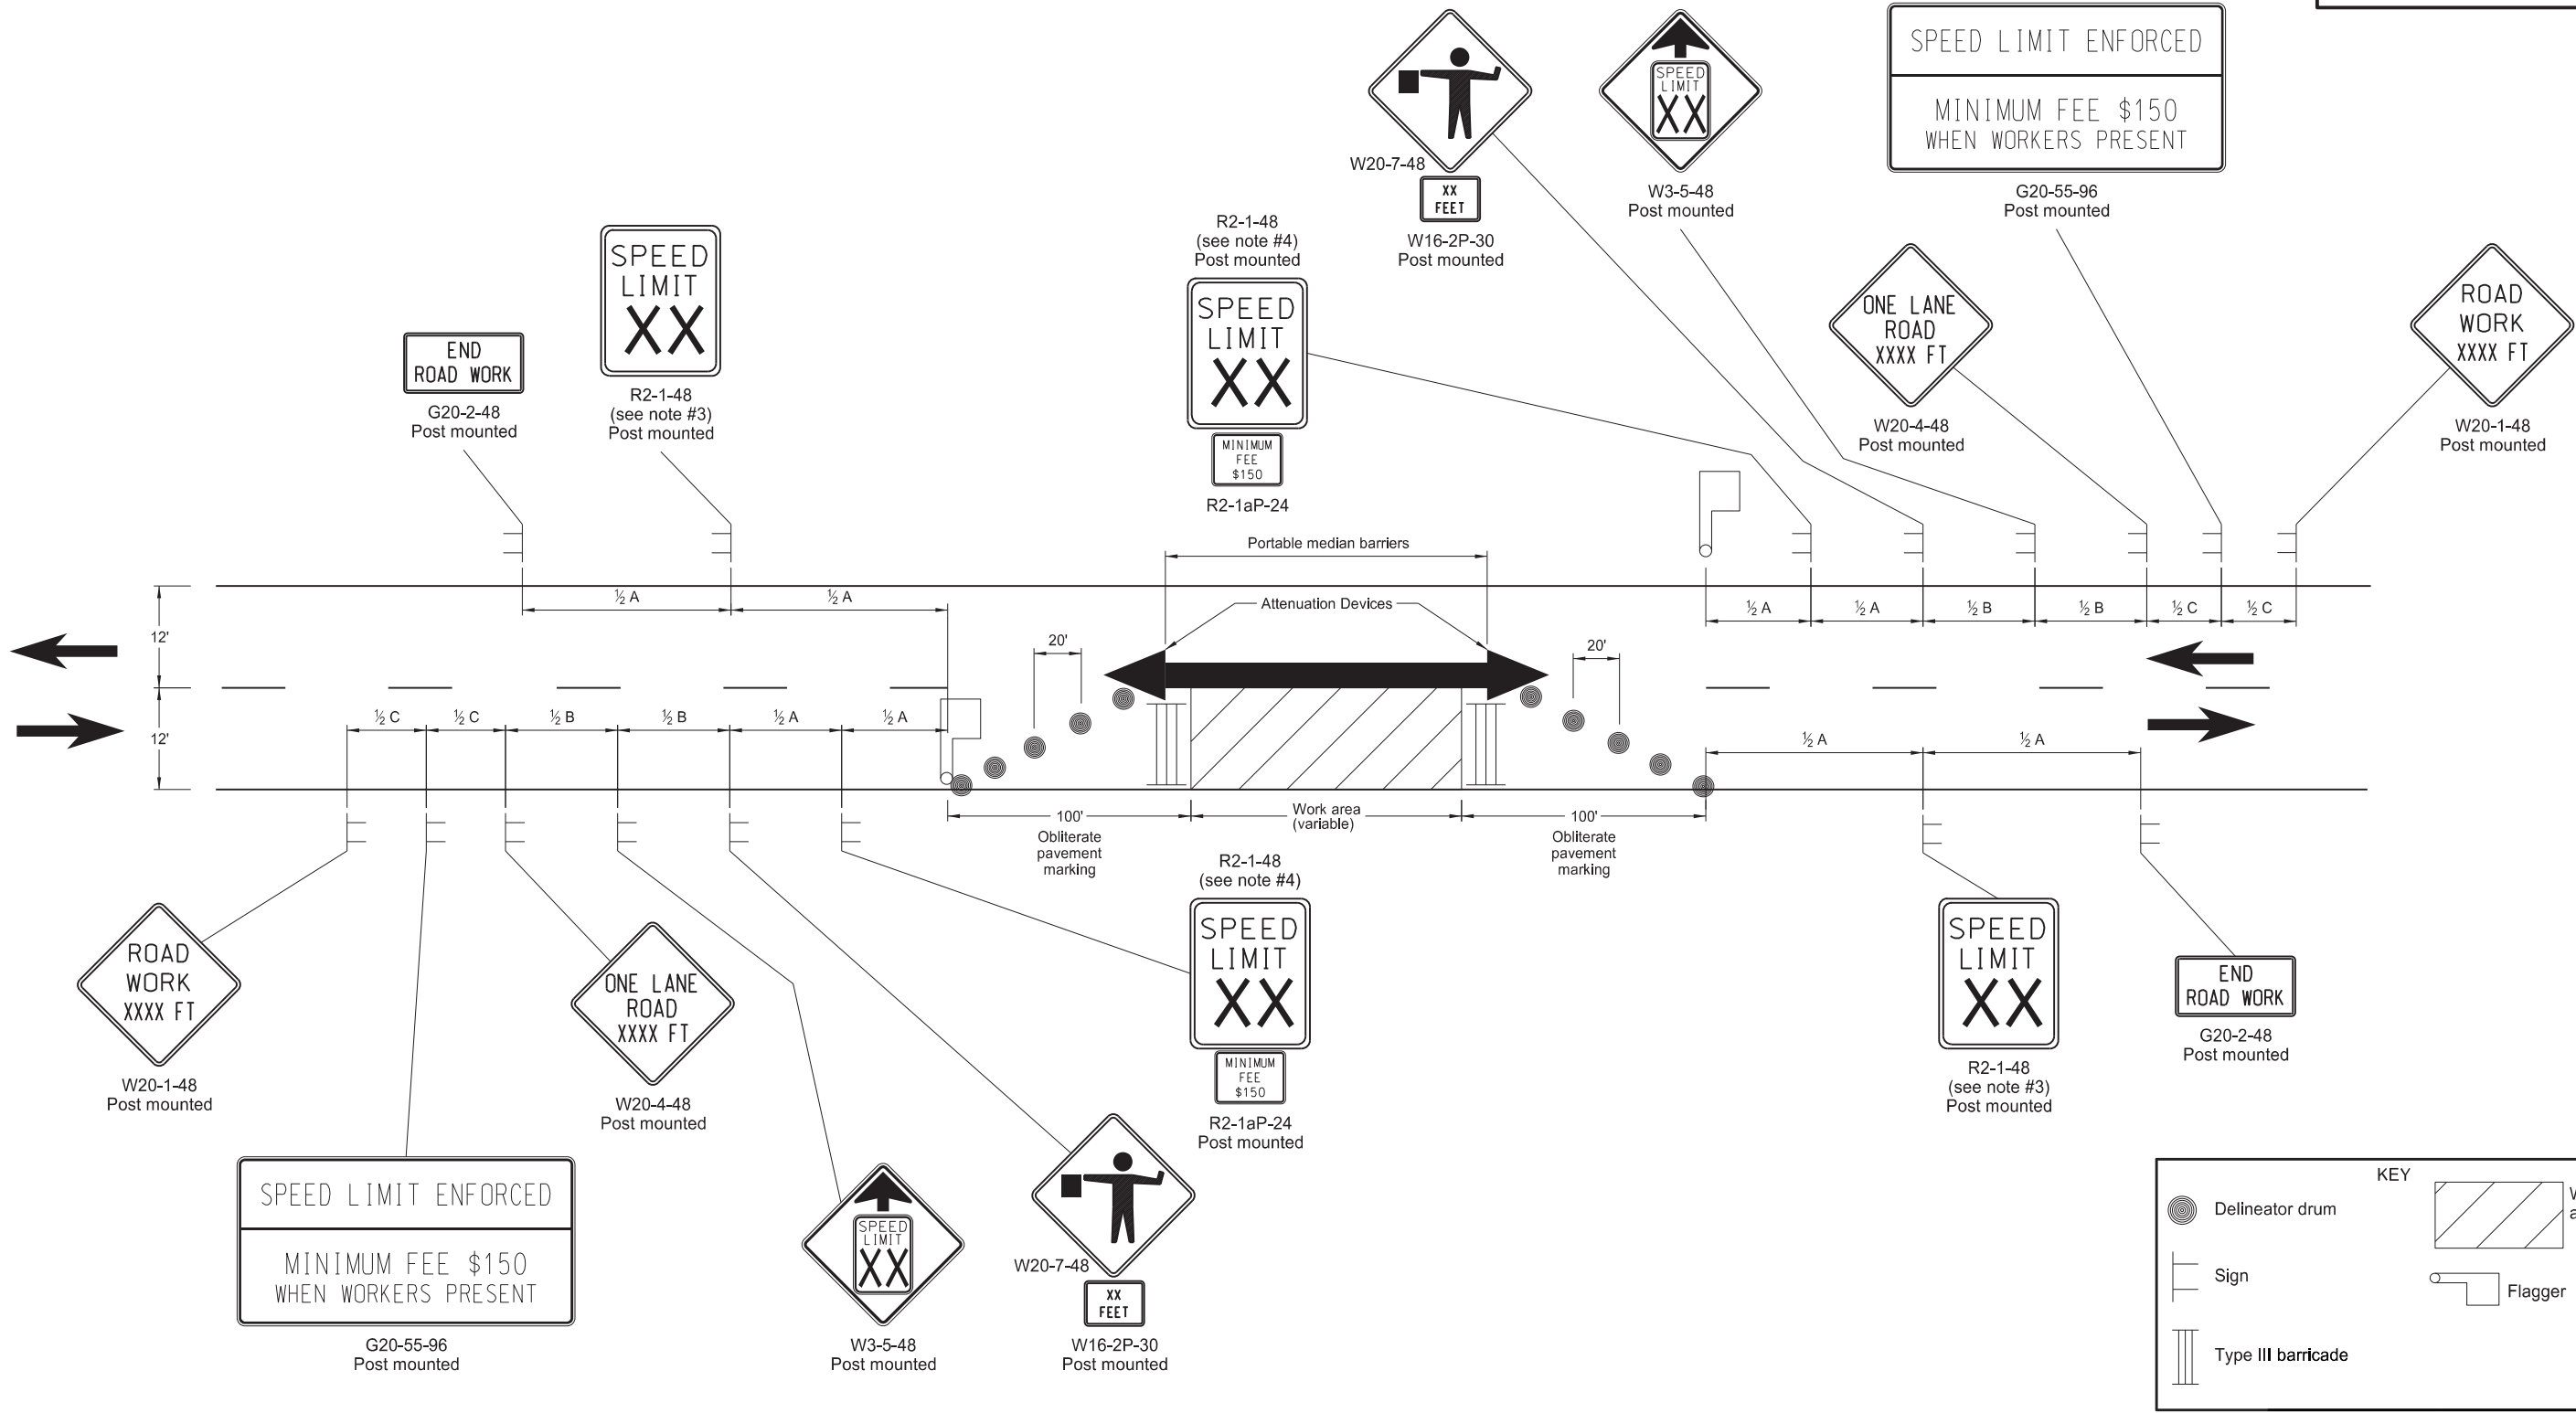 SPEED LIMIT ENFORCED
MINIMUM FEE $150
WHEN WORKERS PRESENT
G20-55-96
Post mounted
SPEED
LIMIT
XX
W3-5-48
Post mounted
W20-7-48
XX
FEET
W16-2P-30
Post mounted
R2-1-48
(see note #4)
Post mounted
SPEED
LIMIT
XX
MINIMUM
FEE
$150
R2-1aP-24
ONE LANE
ROAD
XXXX FT
W20-4-48
Post mounted
ROAD
WORK
XXXX FT
W20-1-48
Post mounted
SPEED
LIMIT
XX
R2-1-48
(see note #3)
Post mounted
END
ROAD WORK
G20-2-48
Post mounted
Portable median barriers
Attenuation Devices
½ A
½ A
½ A
½ A
½ B
½ B
½ C
½ C
12'
12'
20'
20'
½ C
½ C
½ B
½ B
½ A
½ A
½ A
½ A
100'
Obliterate
pavement
marking
Work area
(variable)
100'
Obliterate
pavement
marking
R2-1-48
(see note #4)
SPEED
LIMIT
XX
MINIMUM
FEE
$150
R2-1aP-24
Post mounted
ROAD
WORK
XXXX FT
W20-1-48
Post mounted
ONE LANE
ROAD
XXXX FT
W20-4-48
Post mounted
SPEED LIMIT ENFORCED
MINIMUM FEE $150
WHEN WORKERS PRESENT
G20-55-96
Post mounted
SPEED
LIMIT
XX
W3-5-48
Post mounted
W20-7-48
XX
FEET
W16-2P-30
Post mounted
SPEED
LIMIT
XX
R2-1-48
(see note #3)
Post mounted
END
ROAD WORK
G20-2-48
Post mounted
KEY
Delineator drum
Sign
Flagger
Type III barricade